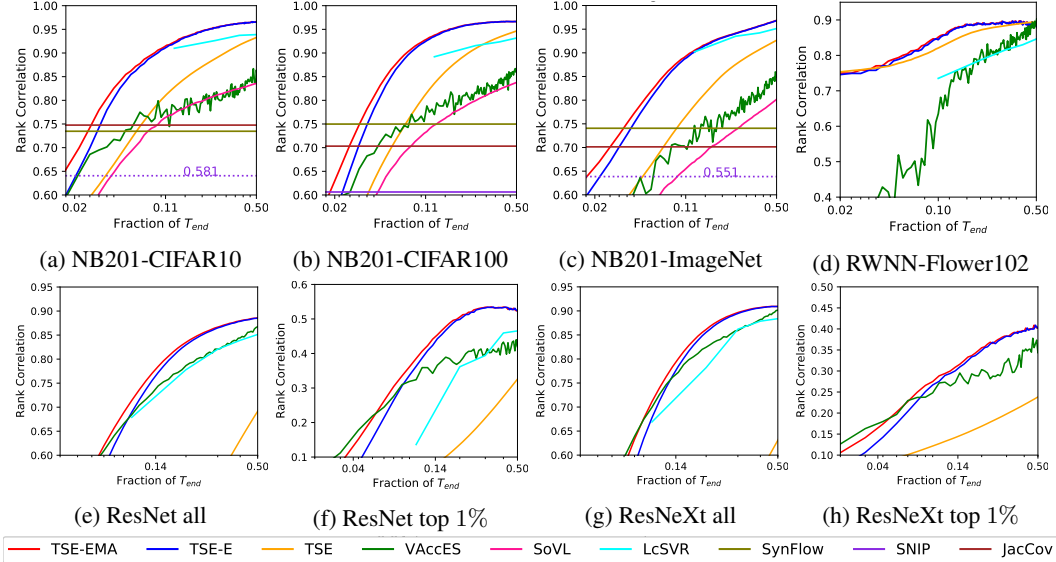 1.00
0.95
0.90
0.85
0.80
0.75
0.70
0.65
0.60
Rank Correlation
0.581
0.02 0.11 0.50
Fraction of T_end
(a) NB201-CIFAR10
1.00
0.95
0.90
0.85
0.80
0.75
0.70
0.65
0.60
Rank Correlation
0.02 0.11 0.50
Fraction of T_end
(b) NB201-CIFAR100
1.00
0.95
0.90
0.85
0.80
0.75
0.70
0.65
0.60
Rank Correlation
0.551
0.02 0.11 0.50
Fraction of T_end
(c) NB201-ImageNet
0.9
0.8
0.7
0.6
0.5
0.4
Rank Correlation
0.02 0.10 0.50
Fraction of T_end
(d) RWNN-Flower102
0.95
0.90
0.85
0.80
0.75
0.70
0.65
0.60
Rank Correlation
0.14 0.50
Fraction of T_end
(e) ResNet all
0.6
0.5
0.4
0.3
0.2
0.1
Rank Correlation
0.04 0.14 0.50
Fraction of T_end
(f) ResNet top 1%
0.95
0.90
0.85
0.80
0.75
0.70
0.65
0.60
Rank Correlation
0.14 0.50
Fraction of T_end
(g) ResNeXt all
0.50
0.45
0.40
0.35
0.30
0.25
0.20
0.15
0.10
Rank Correlation
0.04 0.14 0.50
Fraction of T_end
(h) ResNeXt top 1%
TSE-EMA TSE-E TSE VAccES SoVL LcSVR SynFlow SNIP JacCov